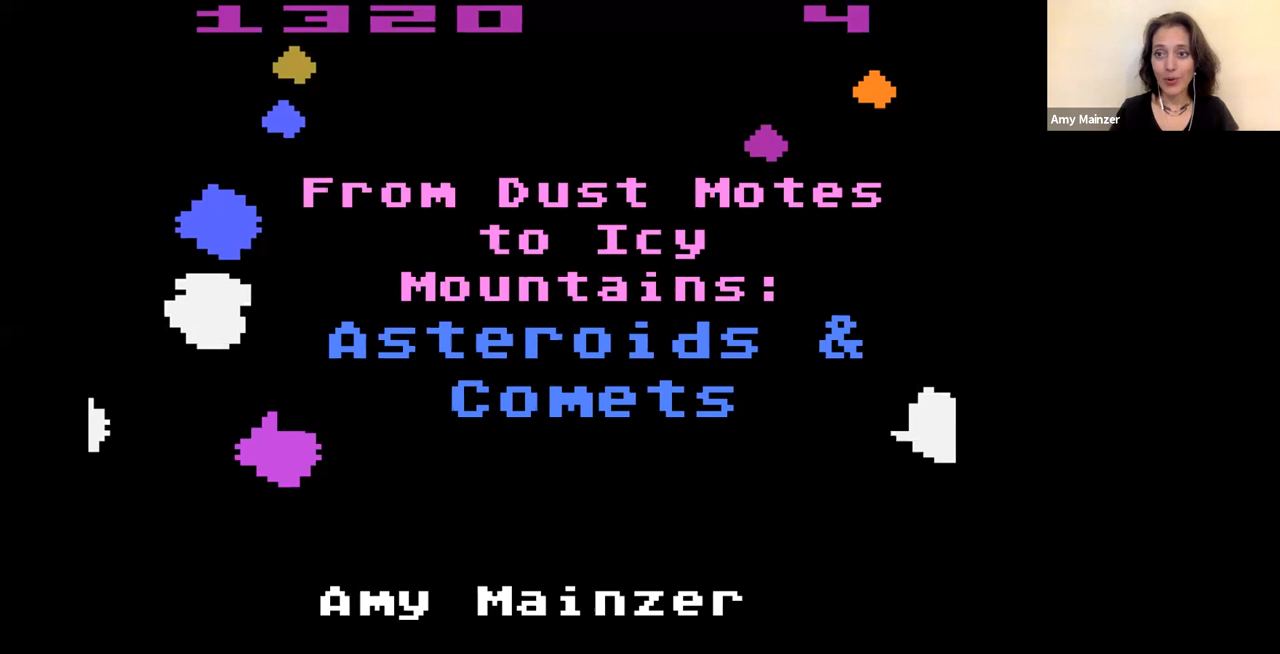 1320 4
Amy Mainzer
From Dust Motes
to Icy
Mountains:
Asteroids &
Comets
Amy Mainzer